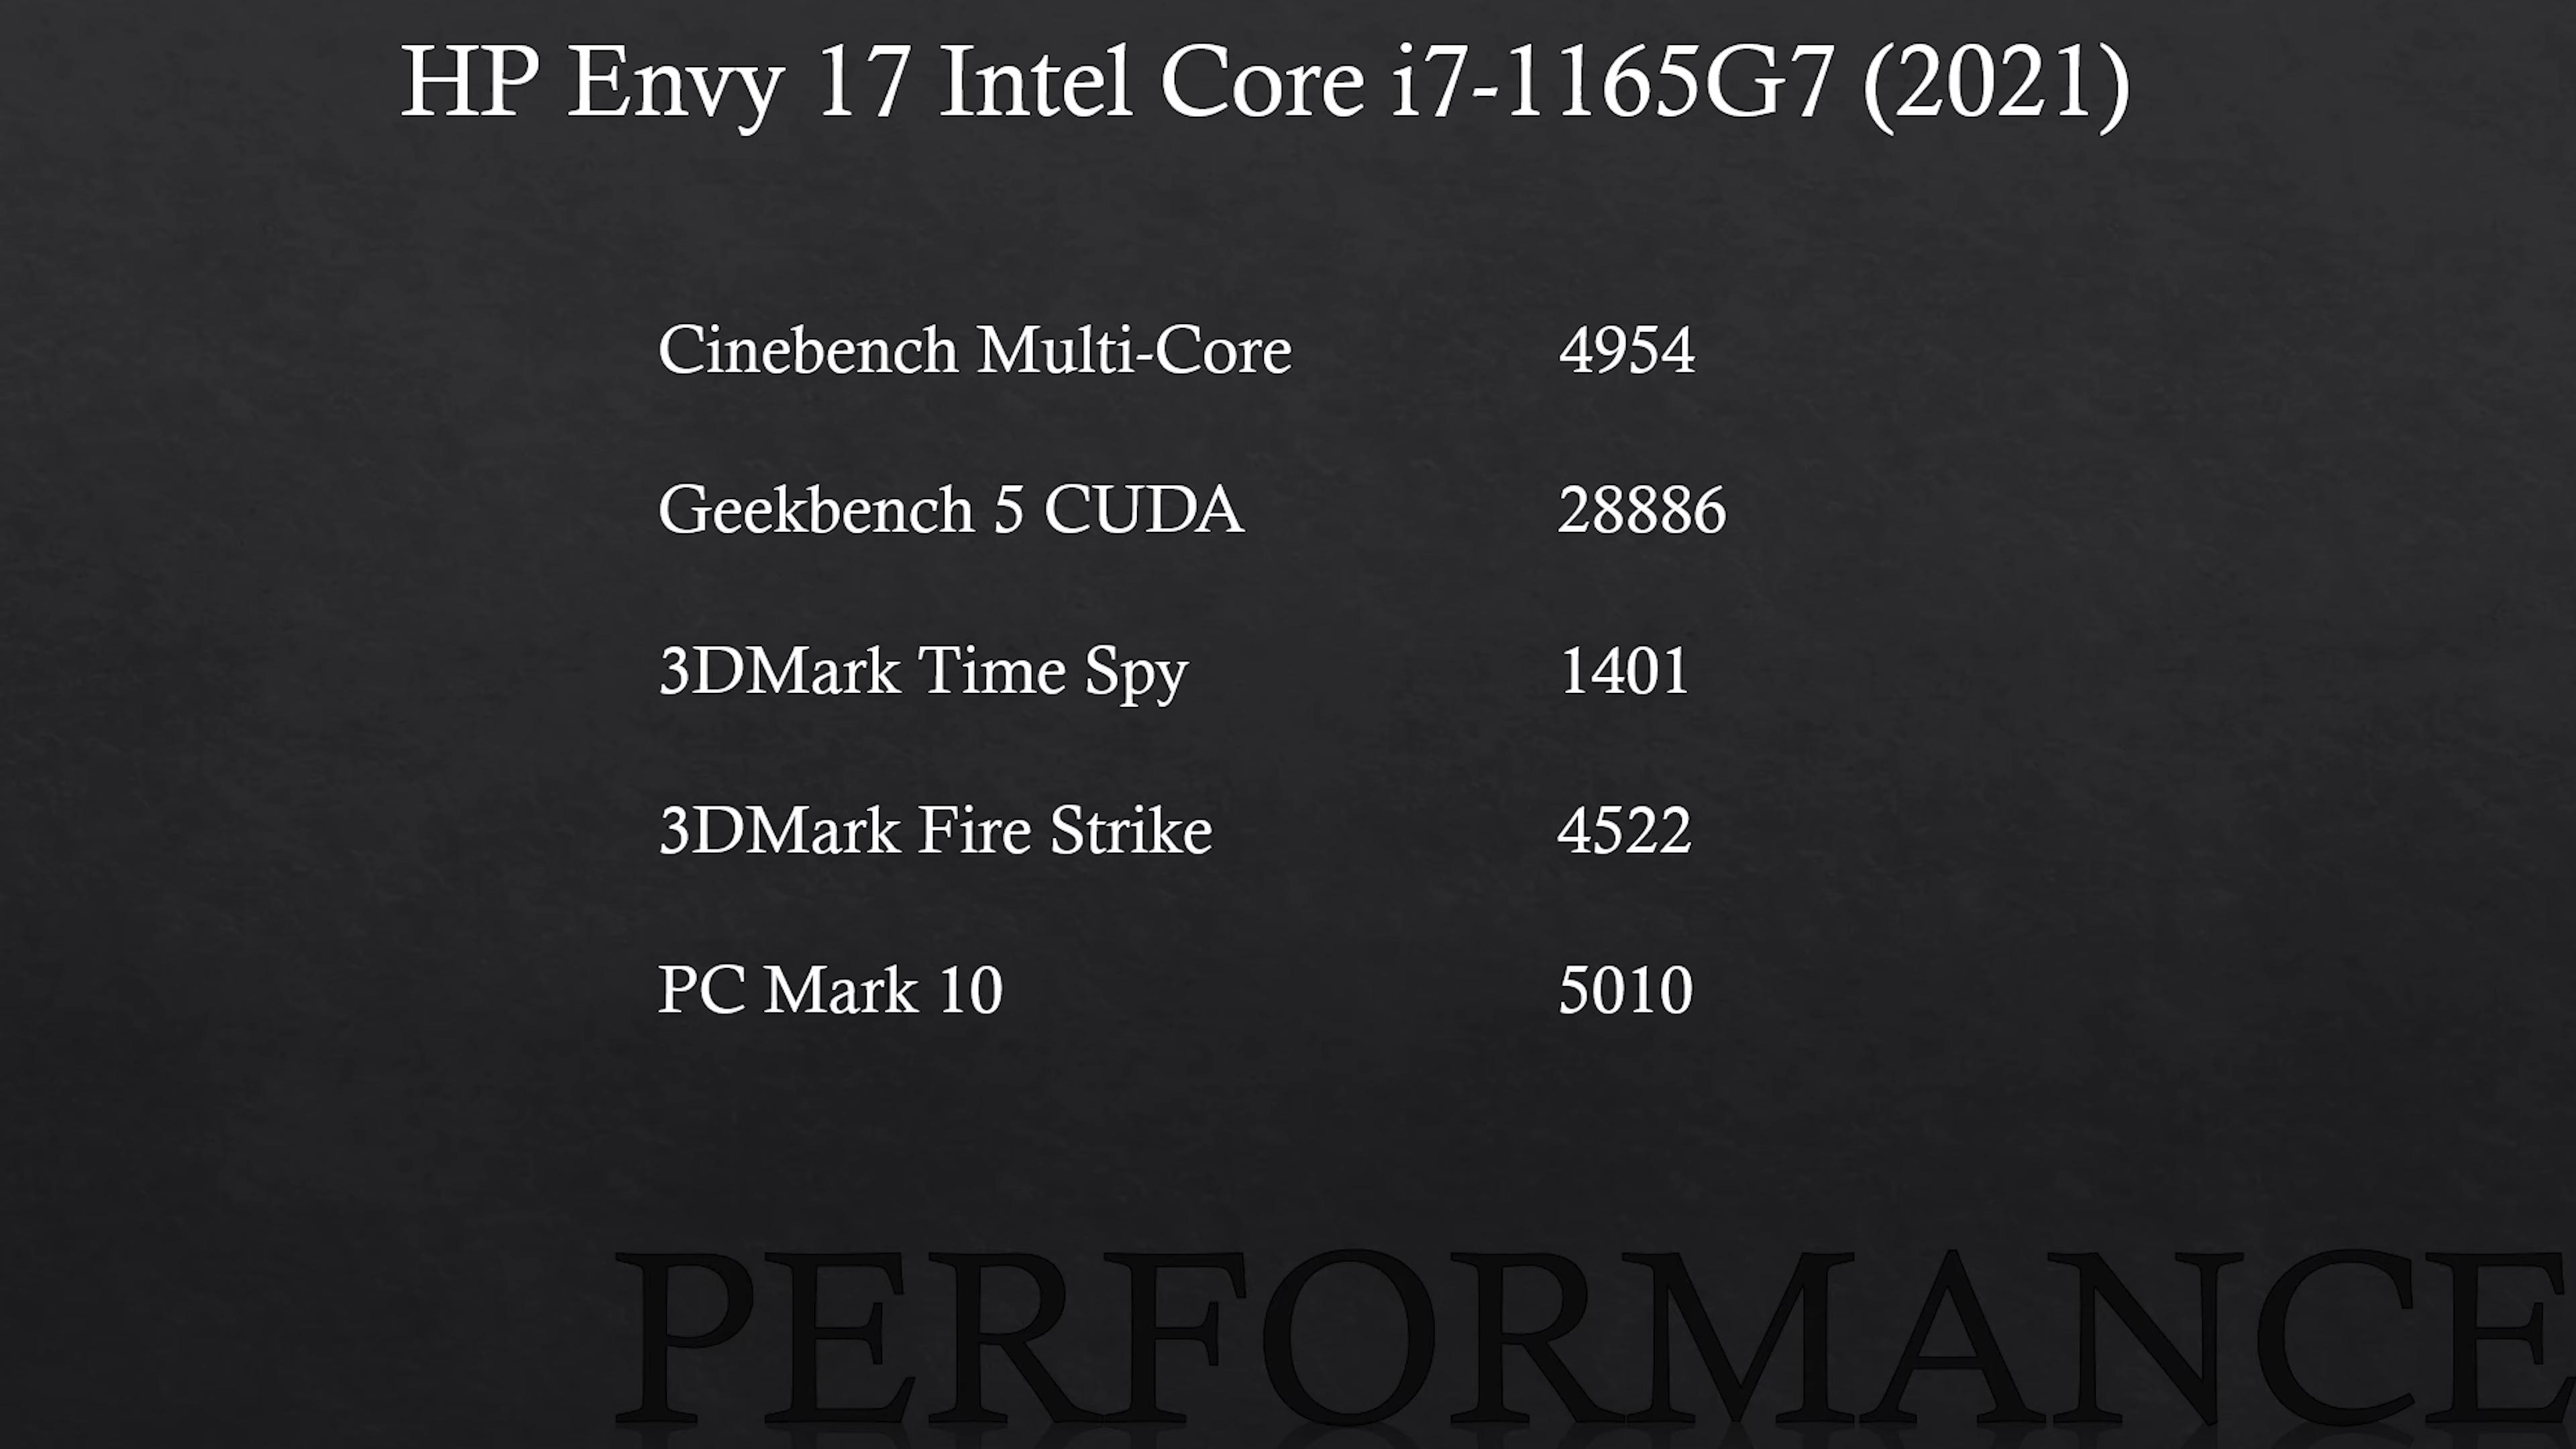 HP Envy 17 Intel Core i7-1165G7 (2021)
Cinebench Multi-Core 4954
Geekbench 5 CUDA 28886
3DMark Time Spy 1401
3DMark Fire Strike 4522
PC Mark 10 5010
PERFORMANCE